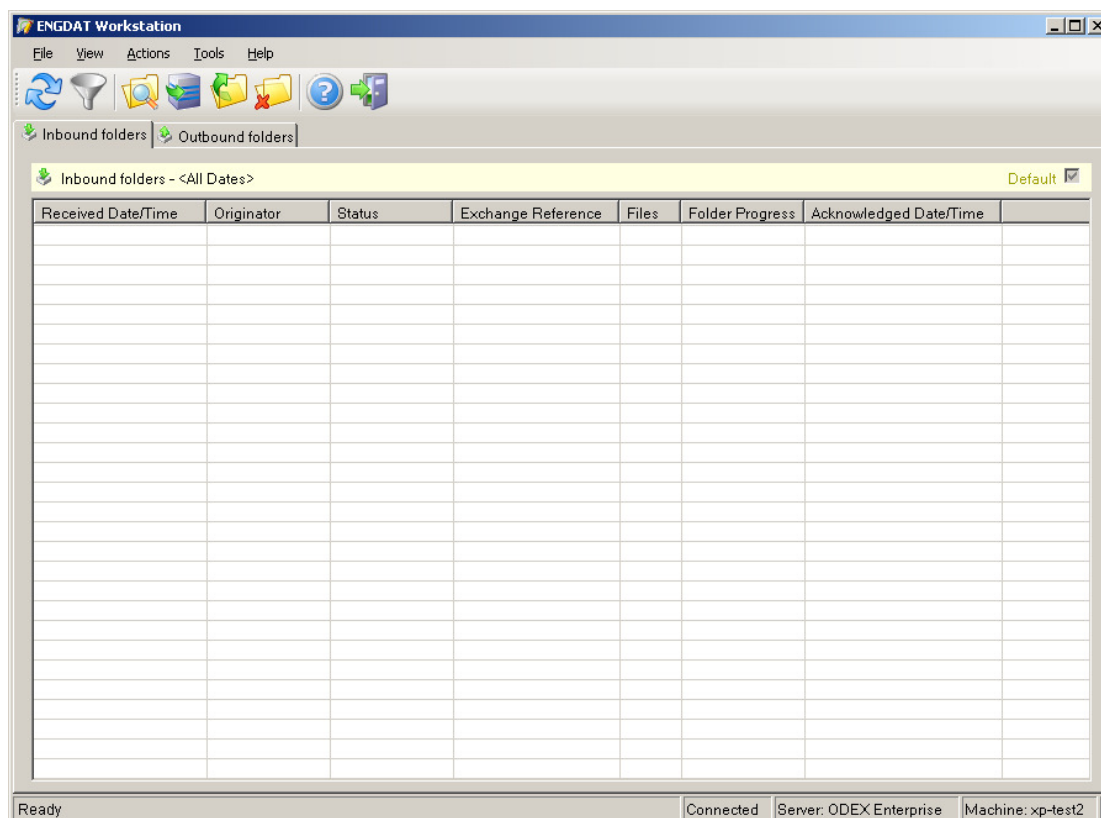 ENGDAT Workstation
File View Actions Tools Help
Inbound folders Outbound folders
Inbound folders - <All Dates> Default
Received Date/Time Originator Status Exchange Reference Files Folder Progress Acknowledged Date/Time
Ready Connected Server: ODEX Enterprise Machine: xp-test2